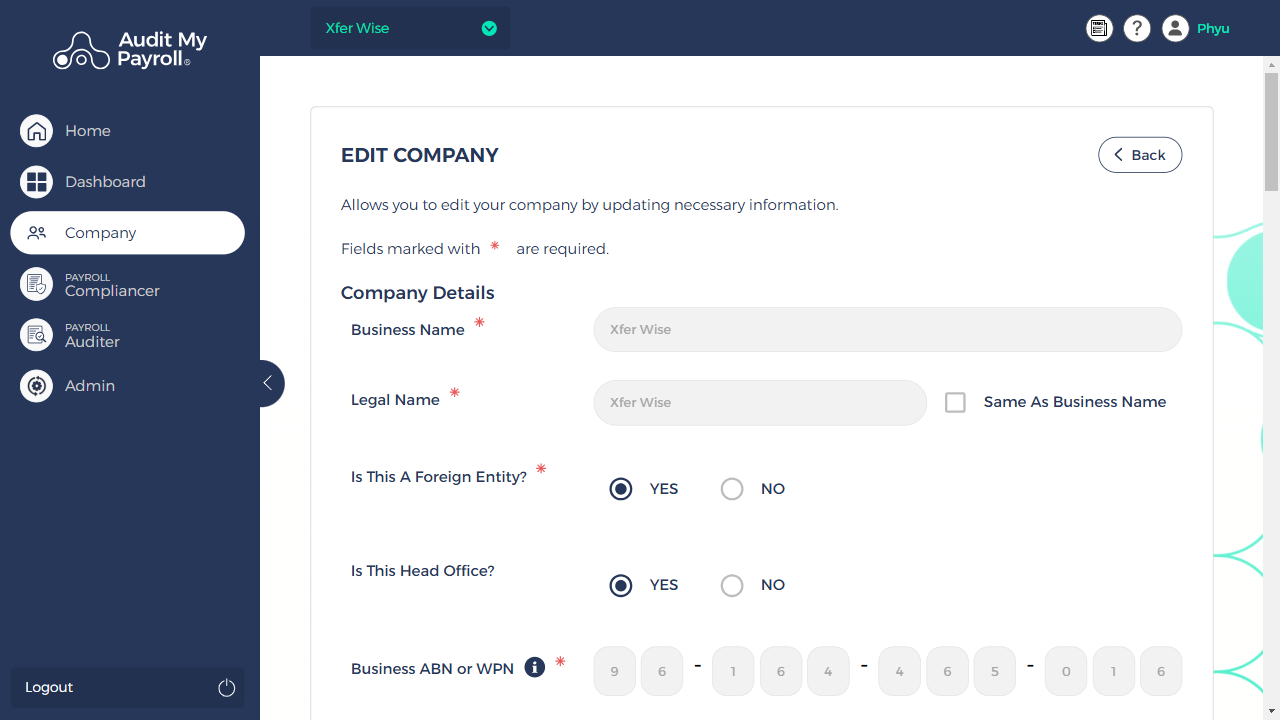 Audit My
Payroll®
Xfer Wise
?
Phyu
Home
Dashboard
Company
PAYROLL
Compliancer
PAYROLL
Auditer
Admin
Logout
EDIT COMPANY
Back
Allows you to edit your company by updating necessary information.
Fields marked with * are required.
Company Details
Business Name *
Xfer Wise
Legal Name *
Xfer Wise
Same As Business Name
Is This A Foreign Entity? *
YES NO
Is This Head Office?
YES NO
Business ABN or WPN i *
9 6 - 1 6 4 - 4 6 5 - 0 1 6